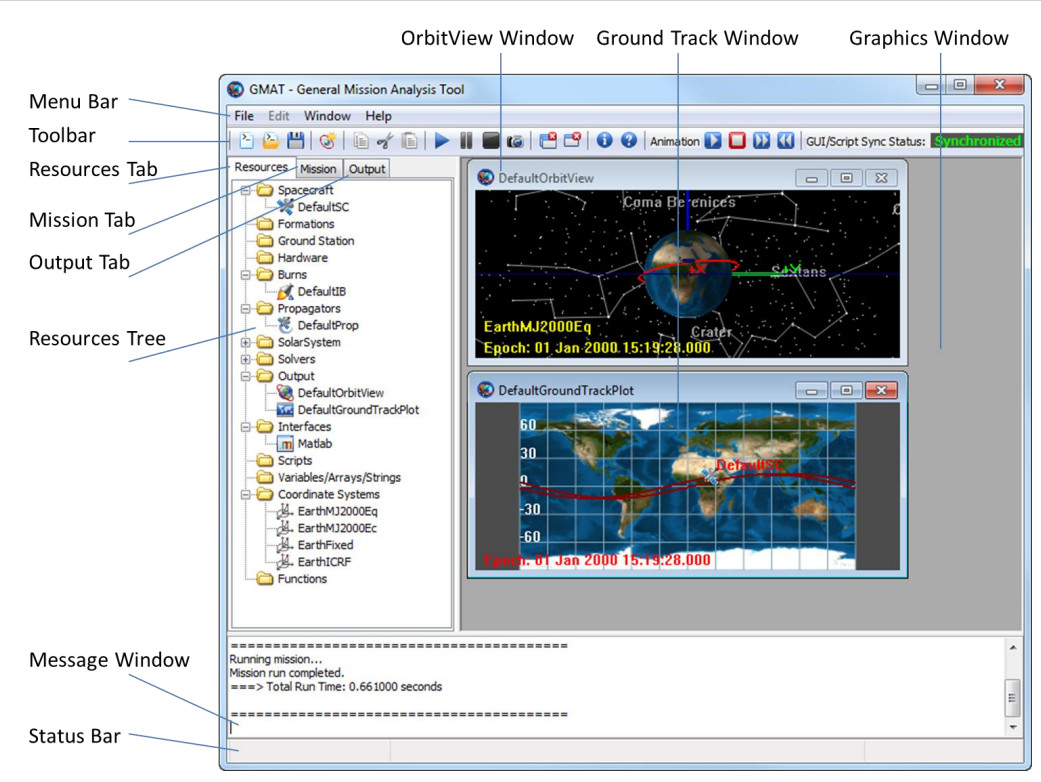 OrbitView Window
Ground Track Window
Graphics Window
Menu Bar
Toolbar
Resources Tab
Mission Tab
Output Tab
Resources Tree
Message Window
Status Bar
GMAT - General Mission Analysis Tool
File Edit Window Help
Animation
GUI/Script Sync Status: Synchronized
Resources Mission Output
Spacecraft
DefaultSC
Formations
Ground Station
Hardware
Burns
DefaultIB
Propagators
DefaultProp
SolarSystem
Solvers
Output
DefaultOrbitView
DefaultGroundTrackPlot
Interfaces
Matlab
Scripts
Variables/Arrays/Strings
Coordinate Systems
EarthMJ2000Eq
EarthMJ2000Ec
EarthFixed
EarthICRF
Functions
DefaultOrbitView
Coma Berenices
+X
+Y
Sextans
Crater
EarthMJ2000Eq
Epoch: 01 Jan 2000 15:19:28.000
DefaultGroundTrackPlot
60
30
0
-30
-60
DefaultSC
Epoch: 01 Jan 2000 15:19:28.000
========================================
Running mission...
Mission run completed.
===> Total Run Time: 0.661000 seconds
========================================